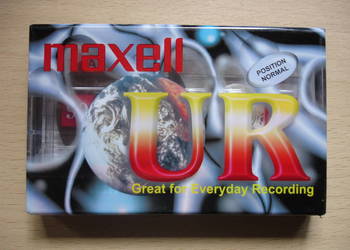 maxell
POSITION
NORMAL
UR
Great for Everyday Recording